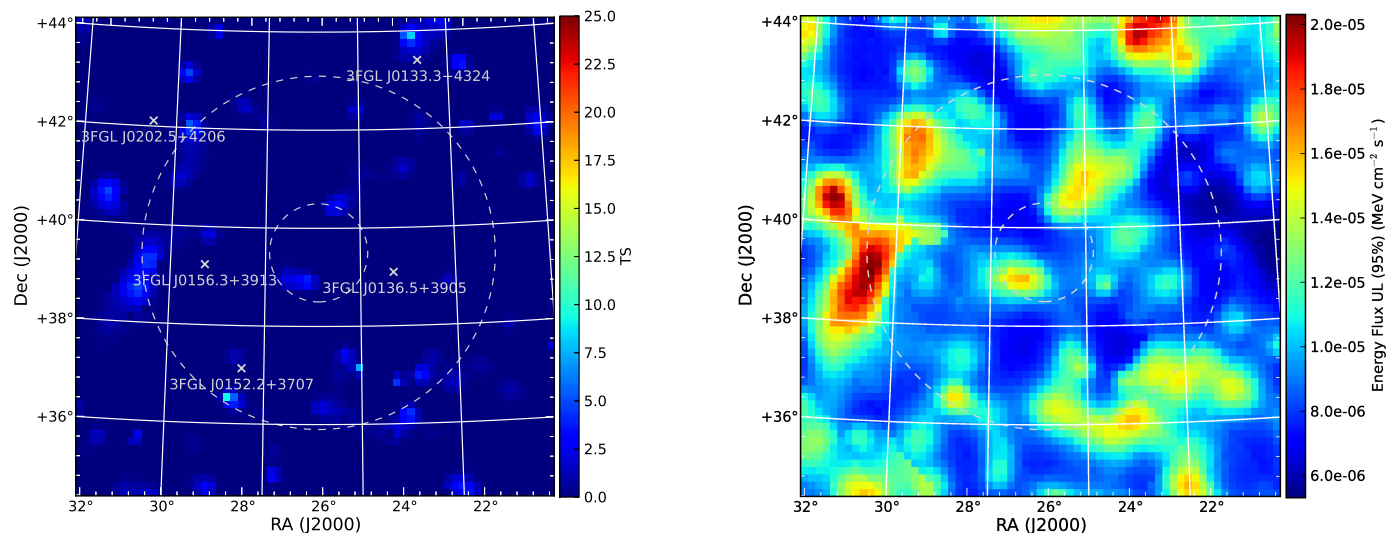 +44°
+42°
+40°
+38°
+36°
Dec (J2000)
3FGL J0133.3+4324
3FGL J0202.5+4206
3FGL J0156.3+3913
3FGL J0136.5+3905
3FGL J0152.2+3707
32°
30°
28°
26°
24°
22°
RA (J2000)
25.0
22.5
20.0
17.5
15.0
12.5
10.0
7.5
5.0
2.5
0.0
TS
+44°
+42°
+40°
+38°
+36°
Dec (J2000)
32°
30°
28°
26°
24°
22°
RA (J2000)
2.0e-05
1.8e-05
1.6e-05
1.4e-05
1.2e-05
1.0e-05
8.0e-06
6.0e-06
Energy Flux UL (95%) (MeV cm⁻² s⁻¹)